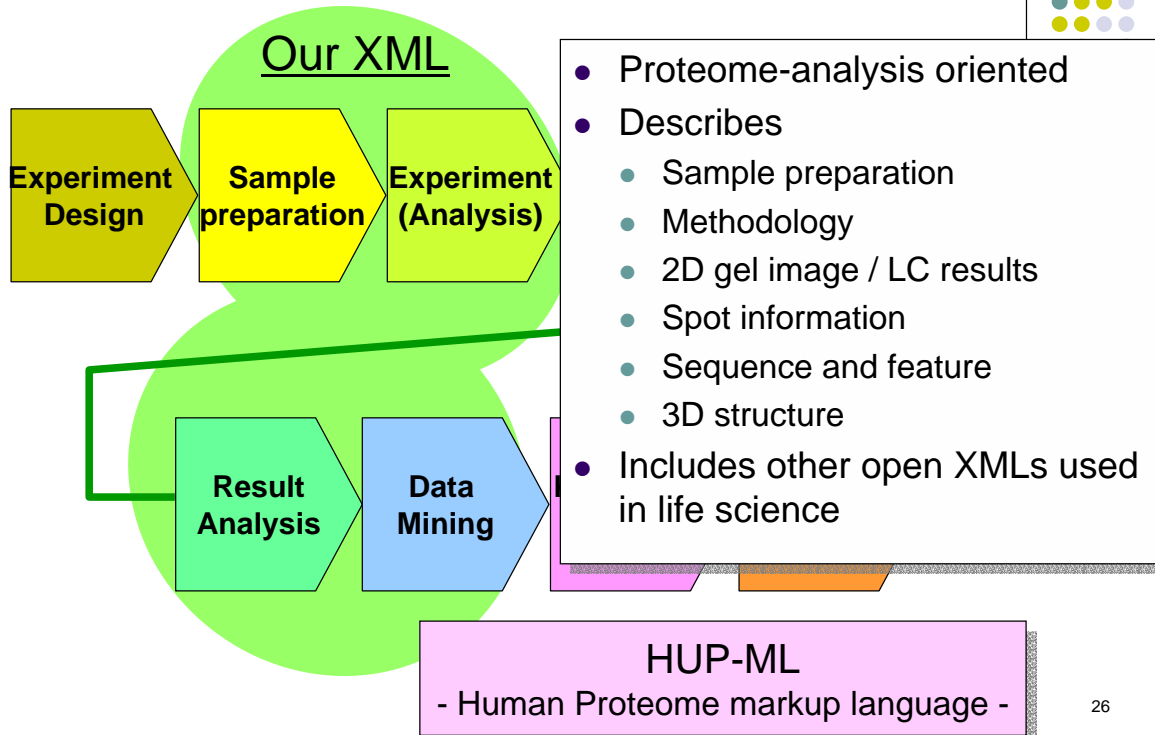 Our XML
Experiment
Design
Sample
preparation
Experiment
(Analysis)
Result
Analysis
Data
Mining
● Proteome-analysis oriented
● Describes
● Sample preparation
● Methodology
● 2D gel image / LC results
● Spot information
● Sequence and feature
● 3D structure
● Includes other open XMLs used
in life science
HUP-ML
- Human Proteome markup language -
26